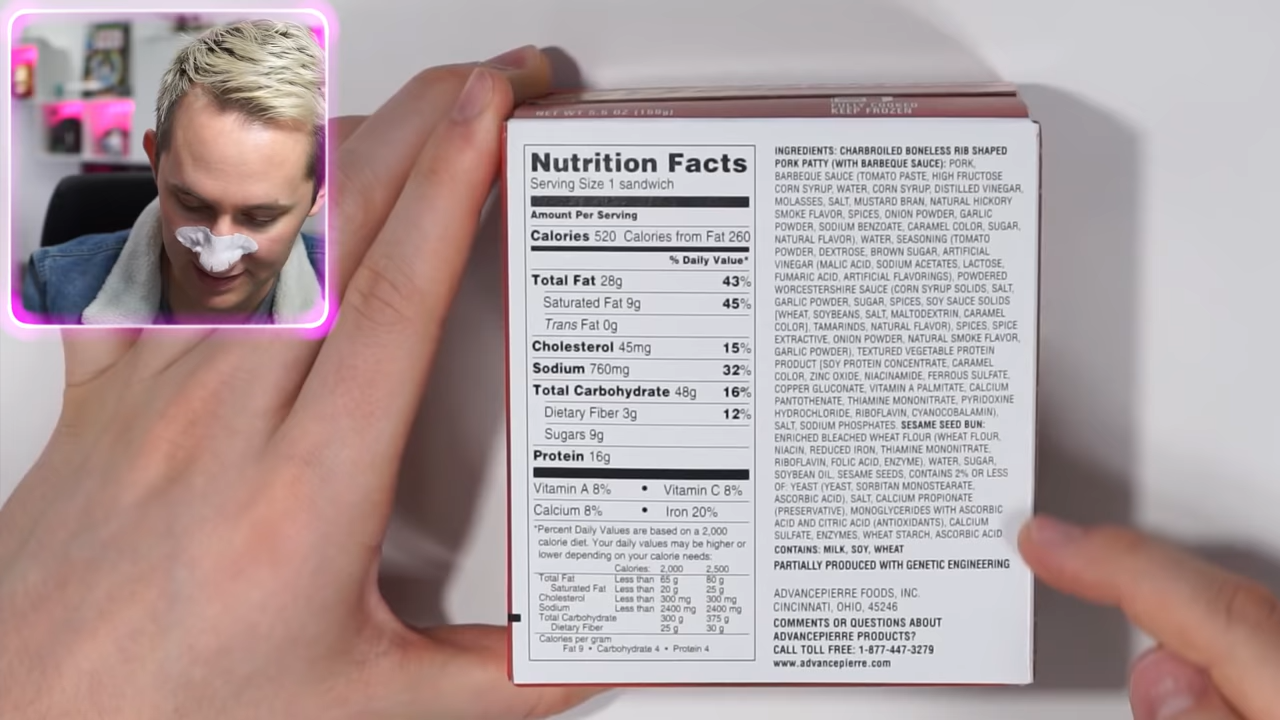 NET WT 5.5 OZ (156g)
FULLY COOKED
KEEP FROZEN
Nutrition Facts
Serving Size 1 sandwich
Amount Per Serving
Calories 520 Calories from Fat 260
% Daily Value*
Total Fat 28g 43%
Saturated Fat 9g 45%
Trans Fat 0g
Cholesterol 45mg 15%
Sodium 760mg 32%
Total Carbohydrate 48g 16%
Dietary Fiber 3g 12%
Sugars 9g
Protein 16g
Vitamin A 8% • Vitamin C 8%
Calcium 8% • Iron 20%
*Percent Daily Values are based on a 2,000
calorie diet. Your daily values may be higher or
lower depending on your calorie needs:
Calories: 2,000 2,500
Total Fat Less than 65 g 80 g
Saturated Fat Less than 20 g 25 g
Cholesterol Less than 300 mg 300 mg
Sodium Less than 2400 mg 2400 mg
Total Carbohydrate 300 g 375 g
Dietary Fiber 25 g 30 g
Calories per gram
Fat 9 • Carbohydrate 4 • Protein 4
INGREDIENTS: CHARBROILED BONELESS RIB SHAPED
PORK PATTY (WITH BARBEQUE SAUCE): PORK,
BARBEQUE SAUCE (TOMATO PASTE, HIGH FRUCTOSE
CORN SYRUP, WATER, CORN SYRUP, DISTILLED VINEGAR,
MOLASSES, SALT, MUSTARD BRAN, NATURAL HICKORY
SMOKE FLAVOR, SPICES, ONION POWDER, GARLIC
POWDER, SODIUM BENZOATE, CARAMEL COLOR, SUGAR,
NATURAL FLAVOR), WATER, SEASONING (TOMATO
POWDER, DEXTROSE, BROWN SUGAR, ARTIFICIAL
VINEGAR (MALIC ACID, SODIUM ACETATES, LACTOSE,
FUMARIC ACID, ARTIFICIAL FLAVORINGS), POWDERED
WORCESTERSHIRE SAUCE (CORN SYRUP SOLIDS, SALT,
GARLIC POWDER, SUGAR, SPICES, SOY SAUCE SOLIDS
[WHEAT, SOYBEANS, SALT, MALTODEXTRIN, CARAMEL
COLOR], TAMARINDS, NATURAL FLAVOR), SPICES, SPICE
EXTRACTIVE, ONION POWDER, NATURAL SMOKE FLAVOR,
GARLIC POWDER), TEXTURED VEGETABLE PROTEIN
PRODUCT [SOY PROTEIN CONCENTRATE, CARAMEL
COLOR, ZINC OXIDE, NIACINAMIDE, FERROUS SULFATE,
COPPER GLUCONATE, VITAMIN A PALMITATE, CALCIUM
PANTOTHENATE, THIAMINE MONONITRATE, PYRIDOXINE
HYDROCHLORIDE, RIBOFLAVIN, CYANOCOBALAMIN),
SALT, SODIUM PHOSPHATES. SESAME SEED BUN:
ENRICHED BLEACHED WHEAT FLOUR (WHEAT FLOUR,
NIACIN, REDUCED IRON, THIAMINE MONONITRATE,
RIBOFLAVIN, FOLIC ACID, ENZYME), WATER, SUGAR,
SOYBEAN OIL, SESAME SEEDS, CONTAINS 2% OR LESS
OF: YEAST (YEAST, SORBITAN MONOSTEARATE,
ASCORBIC ACID), SALT, CALCIUM PROPIONATE
(PRESERVATIVE), MONOGLYCERIDES WITH ASCORBIC
ACID AND CITRIC ACID (ANTIOXIDANTS), CALCIUM
SULFATE, ENZYMES, WHEAT STARCH, ASCORBIC ACID
CONTAINS: MILK, SOY, WHEAT
PARTIALLY PRODUCED WITH GENETIC ENGINEERING
ADVANCEPIERRE FOODS, INC.
CINCINNATI, OHIO, 45246
COMMENTS OR QUESTIONS ABOUT
ADVANCEPIERRE PRODUCTS?
CALL TOLL FREE: 1-877-447-3279
www.advancepierre.com